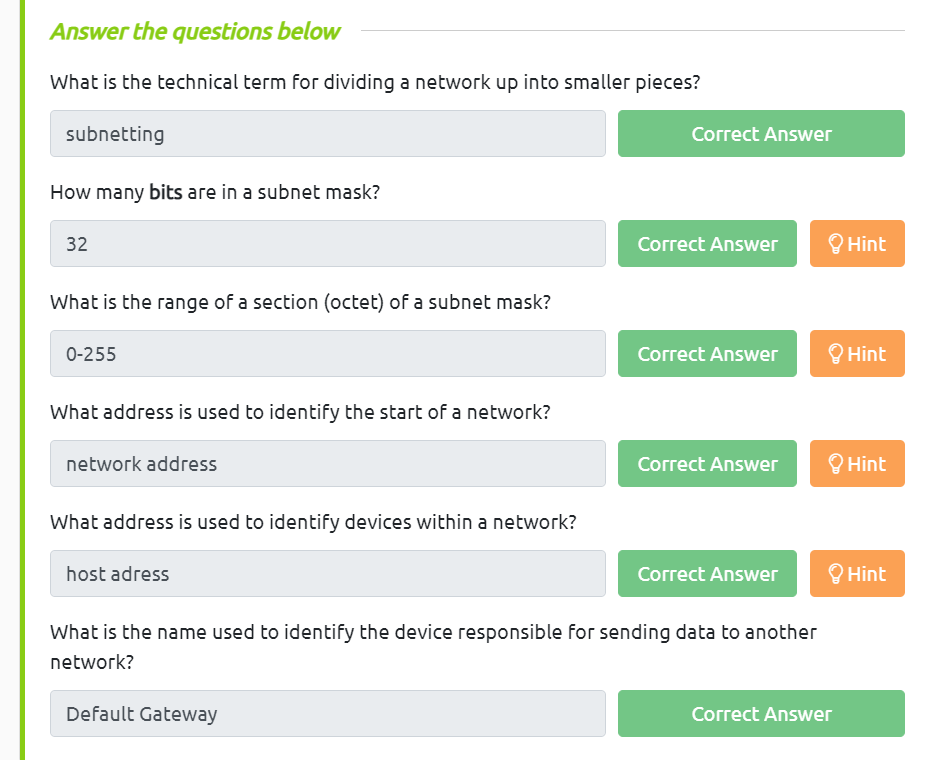 Answer the questions below
What is the technical term for dividing a network up into smaller pieces?
subnetting
Correct Answer
How many bits are in a subnet mask?
32
Correct Answer
Hint
What is the range of a section (octet) of a subnet mask?
0-255
Correct Answer
Hint
What address is used to identify the start of a network?
network address
Correct Answer
Hint
What address is used to identify devices within a network?
host adress
Correct Answer
Hint
What is the name used to identify the device responsible for sending data to another
network?
Default Gateway
Correct Answer